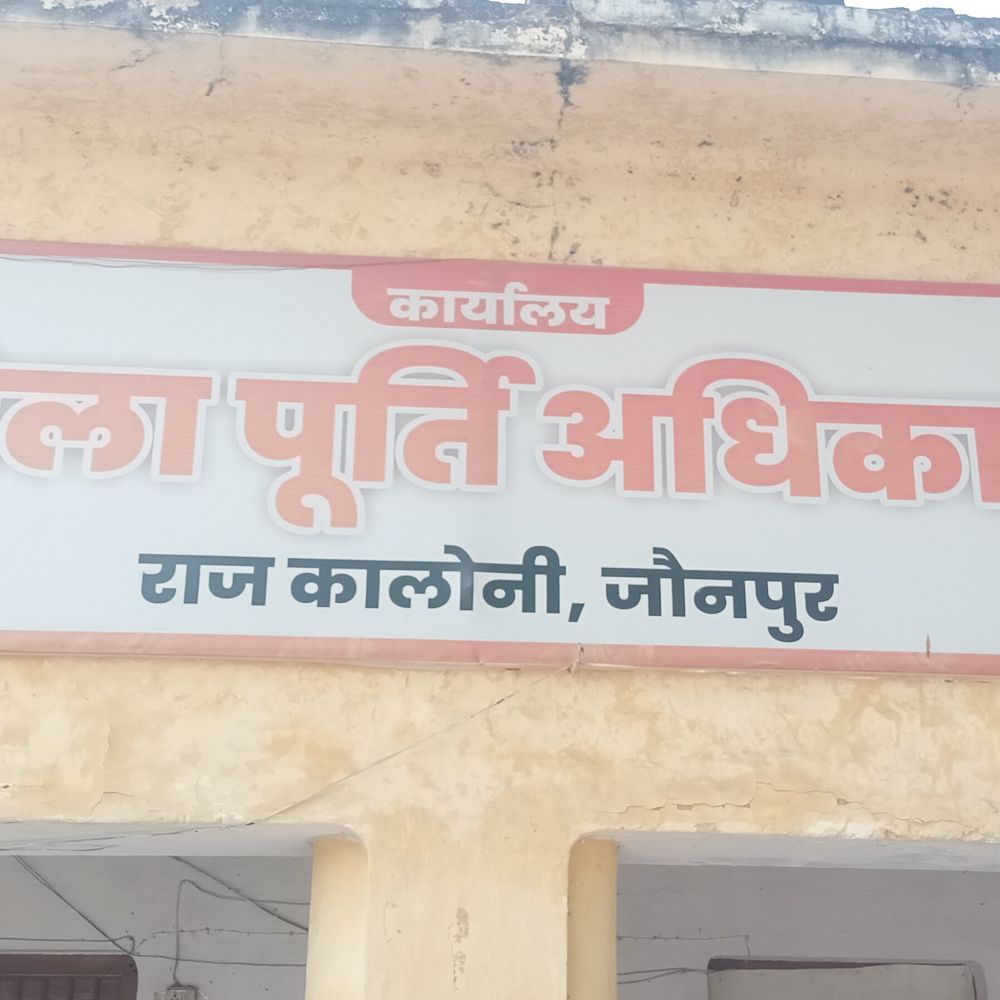 कार्यालय
ला पूर्ति अधिका
राज कालोनी, जौनपुर